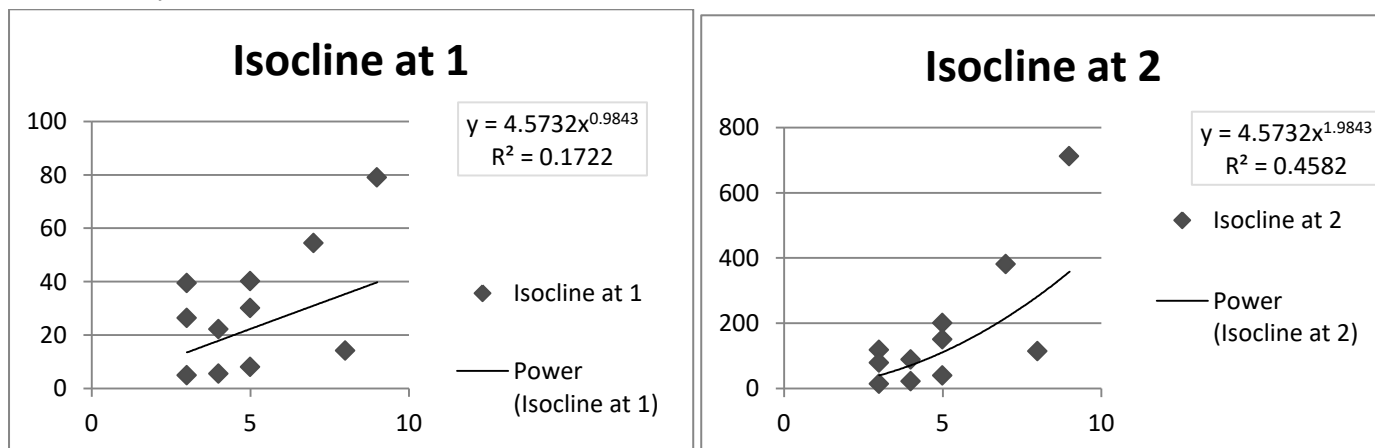 Isocline at 1
y = 4.5732x^0.9843
R² = 0.1722
100
80
60
40
20
0
0
5
10
Isocline at 1
Power
(Isocline at 1)
Isocline at 2
y = 4.5732x^1.9843
R² = 0.4582
800
600
400
200
0
0
5
10
Isocline at 2
Power
(Isocline at 2)